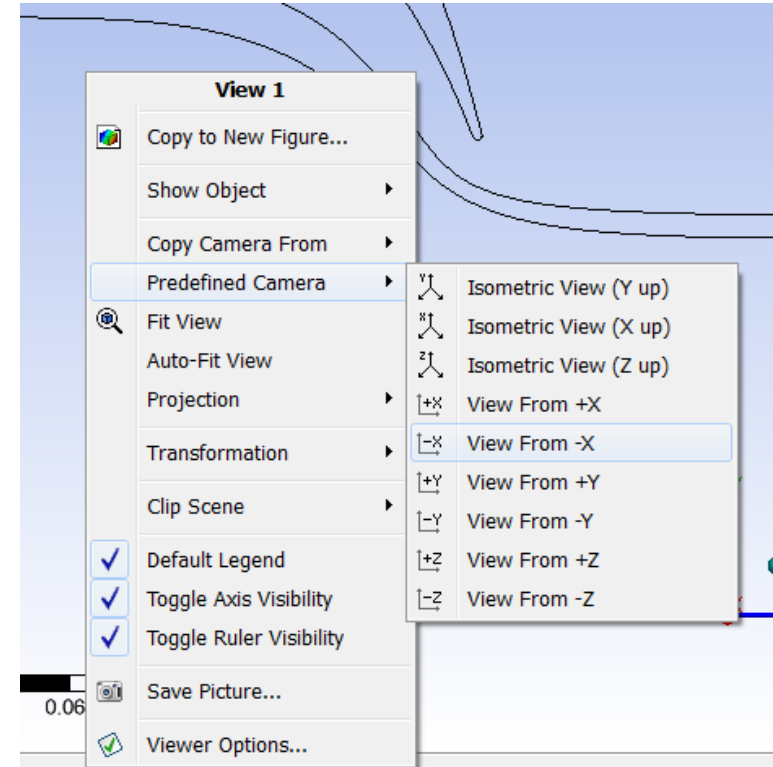 View 1
Copy to New Figure...
Show Object
Copy Camera From
Predefined Camera
Fit View
Auto-Fit View
Projection
Transformation
Clip Scene
Default Legend
Toggle Axis Visibility
Toggle Ruler Visibility
Save Picture...
Viewer Options...
Y Isometric View (Y up)
X Isometric View (X up)
Z Isometric View (Z up)
+X View From +X
-X View From -X
+Y View From +Y
-Y View From -Y
+Z View From +Z
-Z View From -Z
0.06